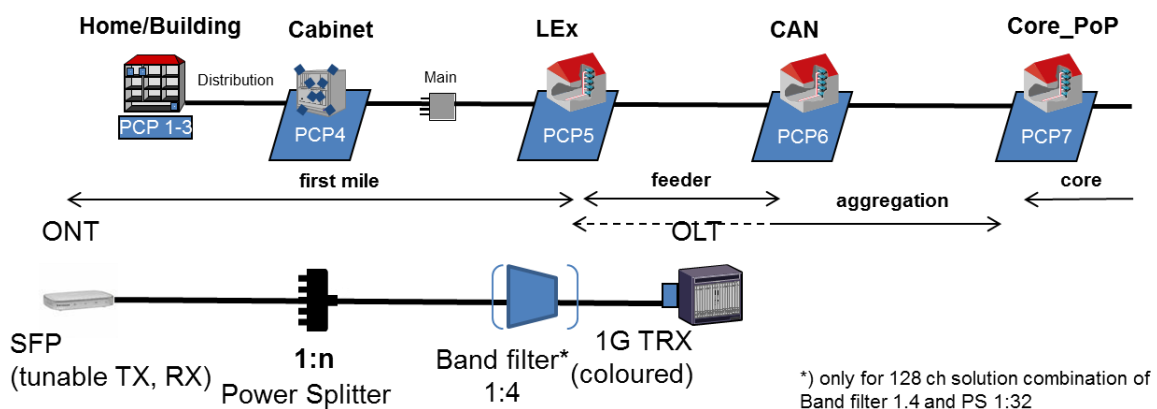 Home/Building
Cabinet
LEx
CAN
Core_PoP
Distribution
Main
PCP 1-3
PCP4
PCP5
PCP6
PCP7
first mile
feeder
core
aggregation
ONT
OLT
SFP
(tunable TX, RX)
1:n
Power Splitter
Band filter*
1:4
1G TRX
(coloured)
*) only for 128 ch solution combination of
Band filter 1.4 and PS 1:32